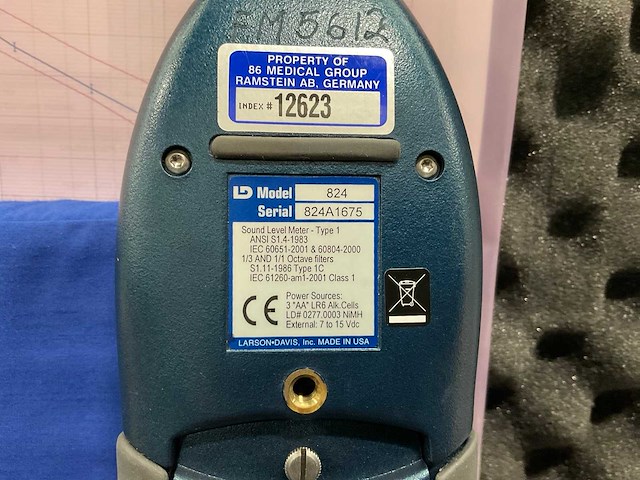 EM 5612
PROPERTY OF
86 MEDICAL GROUP
RAMSTEIN AB, GERMANY
INDEX # 12623
LD Model 824
Serial 824A1675
Sound Level Meter - Type 1
ANSI S1.4-1983
IEC 60651-2001 & 60804-2000
1/3 AND 1/1 Octave filters
S1.11-1986 Type 1C
IEC 61260-am1-2001 Class 1
CE
Power Sources:
3 "AA" LR6 Alk.Cells
LD# 0277.0003 NiMH
External: 7 to 15 Vdc
LARSON•DAVIS, Inc. MADE IN USA